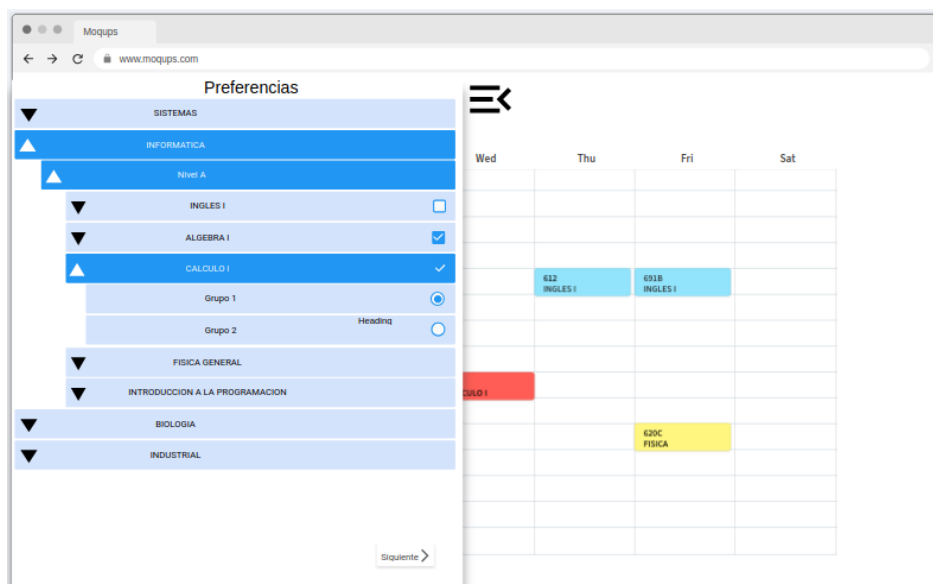 Moqups
www.moqups.com
Preferencias
SISTEMAS
INFORMATICA
Nivel A
INGLES I
ALGEBRA I
CALCULO I
Grupo 1
Heading
Grupo 2
FISICA GENERAL
INTRODUCCION A LA PROGRAMACION
BIOLOGIA
INDUSTRIAL
Siguiente
Wed Thu Fri Sat
612
INGLES I
691B
INGLES I
CULO I
620C
FISICA